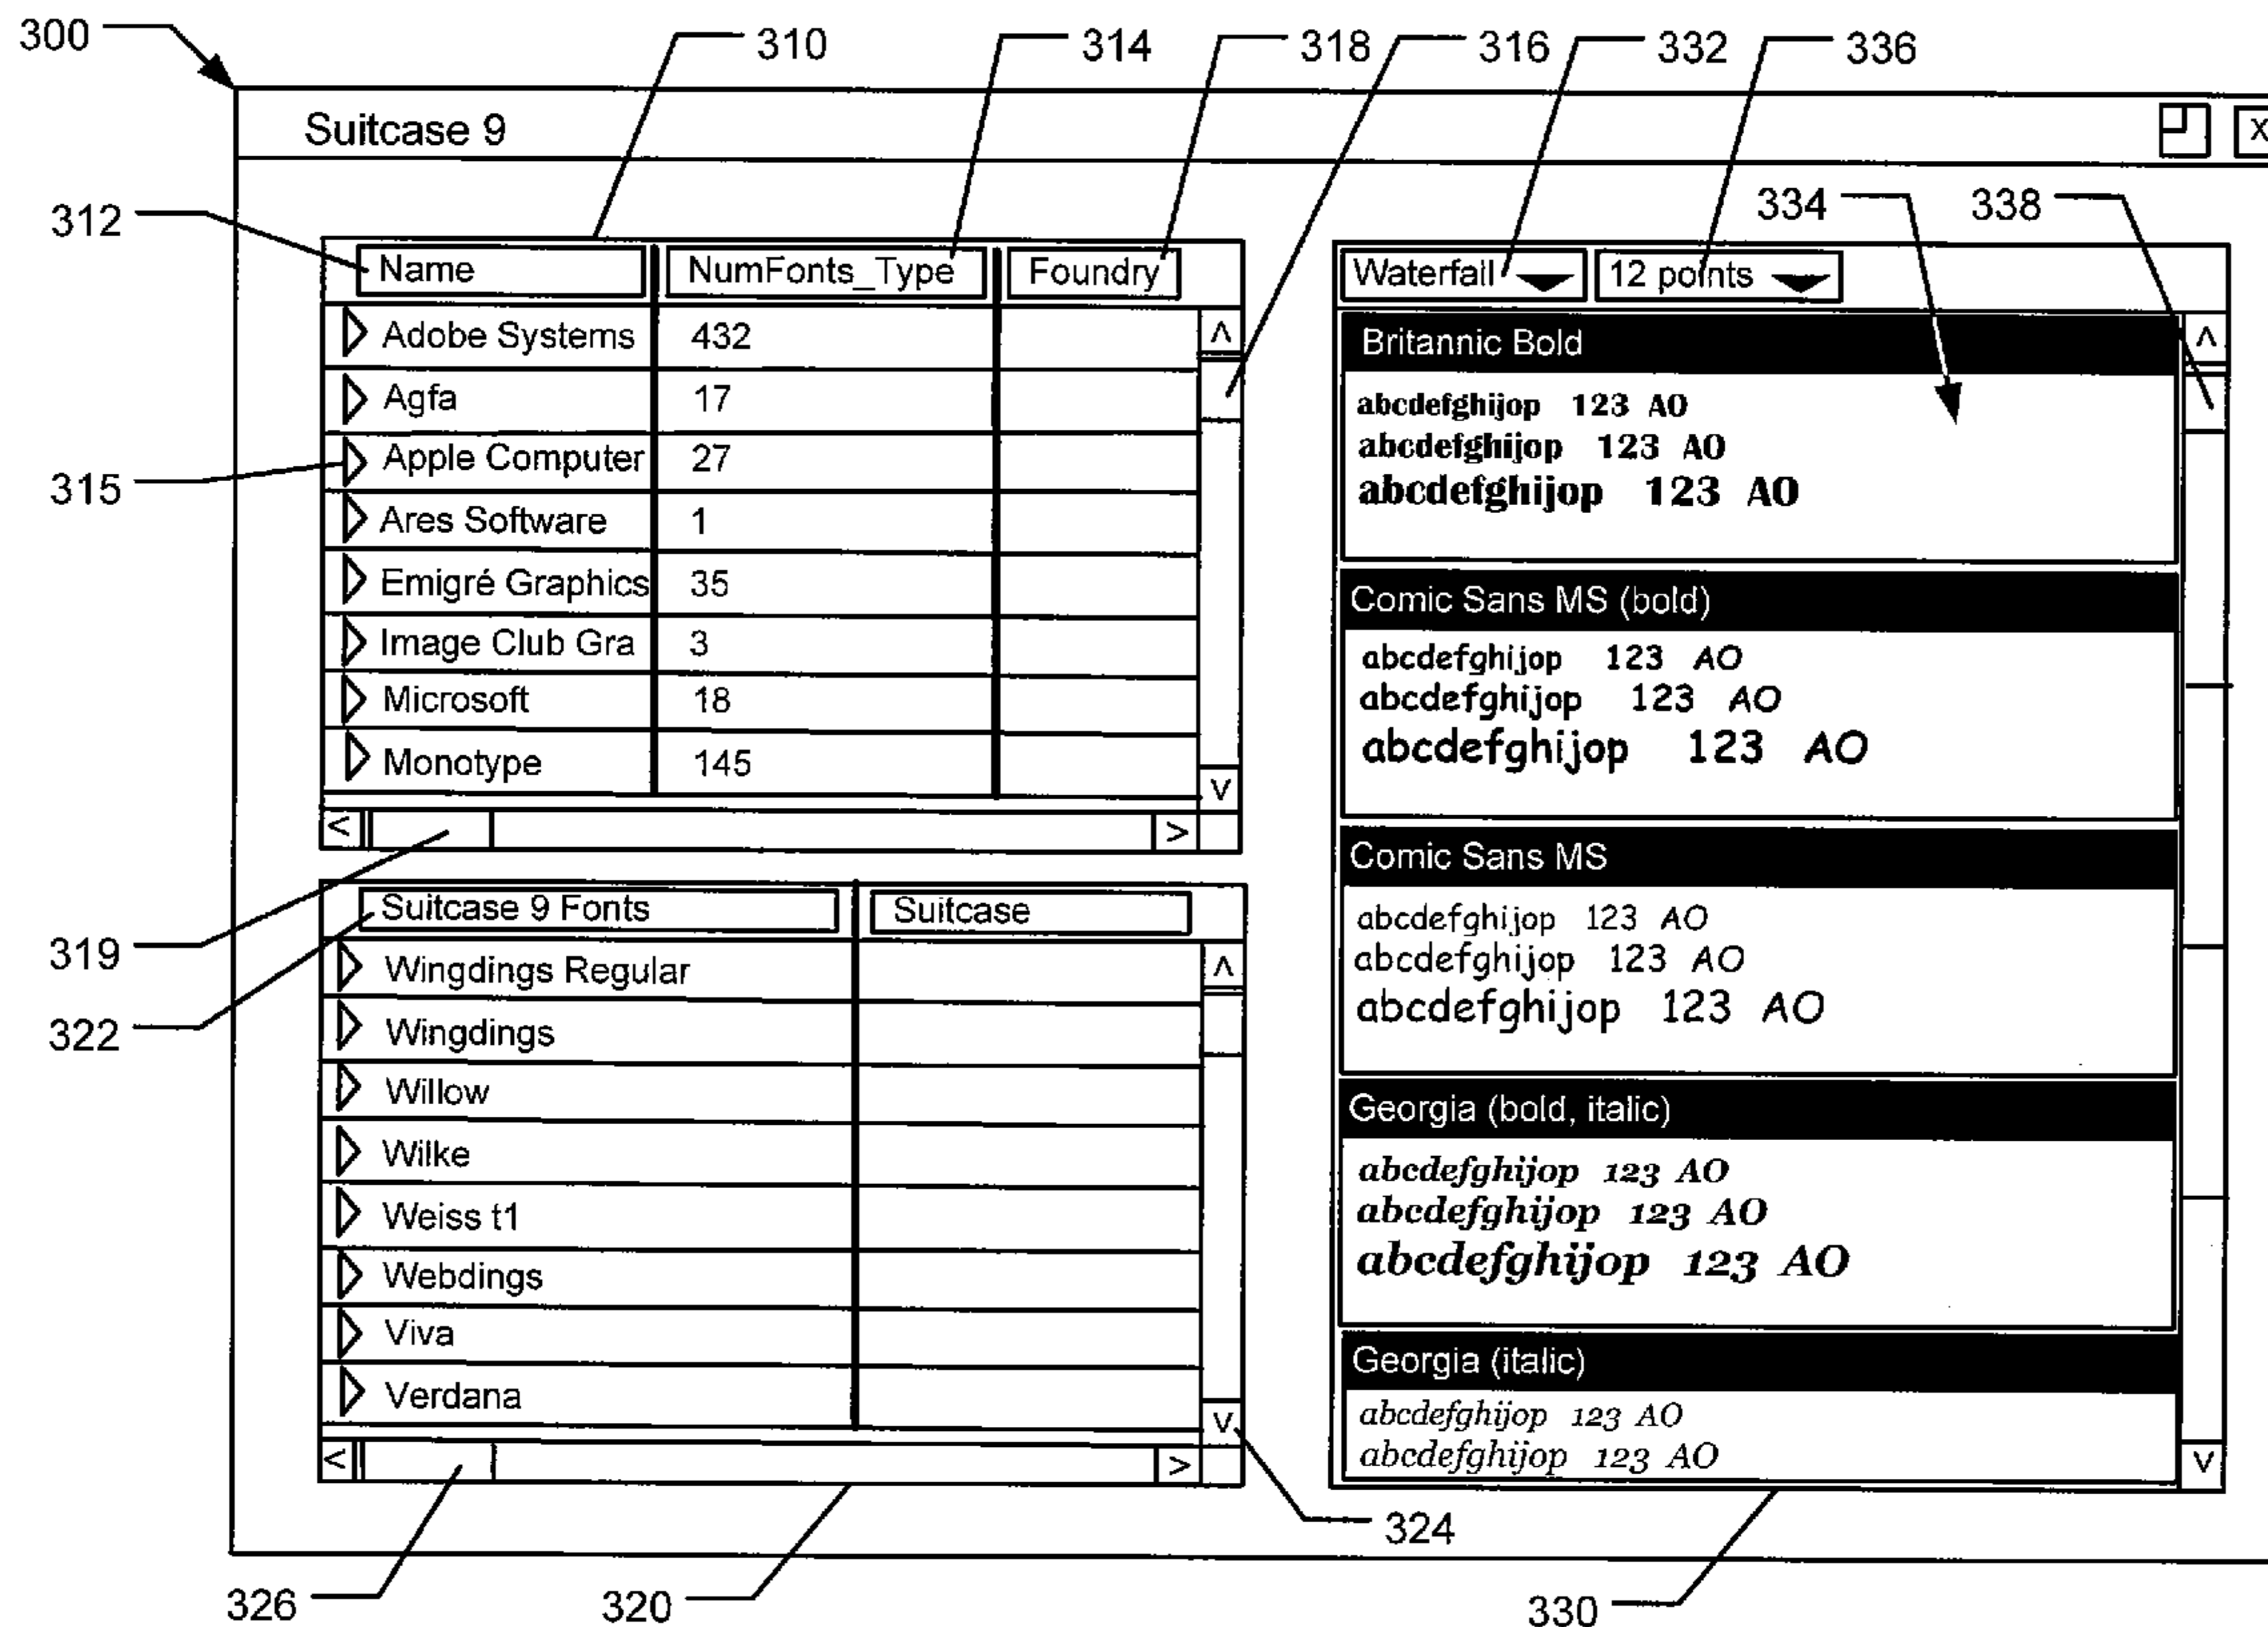 300 310 314 318 316 332 336
Suitcase 9 X
334 338
312
Name NumFonts_Type Foundry
Adobe Systems 432
Agfa 17
Apple Computer 27
315
Ares Software 1
Emigré Graphics 35
Image Club Gra 3
Microsoft 18
Monotype 145
< >
319
Suitcase 9 Fonts Suitcase
322
Wingdings Regular
Wingdings
Willow
Wilke
Weiss t1
Webdings
Viva
Verdana
< >
324
326 320
Waterfall 12 points
Britannic Bold
abcdefghijop 123 AO
abcdefghijop 123 AO
abcdefghijop 123 AO
Comic Sans MS (bold)
abcdefghijop 123 AO
abcdefghijop 123 AO
abcdefghijop 123 AO
Comic Sans MS
abcdefghijop 123 AO
abcdefghijop 123 AO
abcdefghijop 123 AO
Georgia (bold, italic)
abcdefghijop 123 AO
abcdefghijop 123 AO
abcdefghijop 123 AO
Georgia (italic)
abcdefghijop 123 AO
abcdefghijop 123 AO
330